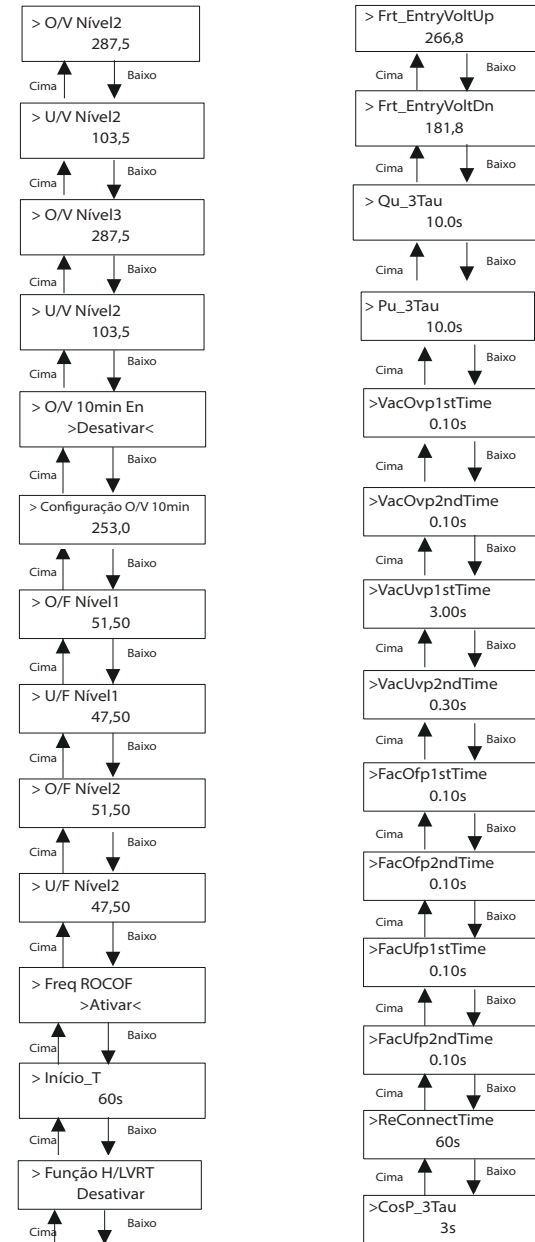 > O/V Nível2
287,5
Cima
Baixo
> U/V Nível2
103,5
Cima
Baixo
> O/V Nível3
287,5
Cima
Baixo
> U/V Nível2
103,5
Cima
Baixo
> O/V 10min En
>Desativar<
Cima
Baixo
> Configuração O/V 10min
253,0
Cima
Baixo
> O/F Nível1
51,50
Cima
Baixo
> U/F Nível1
47,50
Cima
Baixo
> O/F Nível2
51,50
Cima
Baixo
> U/F Nível2
47,50
Cima
Baixo
> Freq ROCOF
>Ativar<
Cima
Baixo
> Início_T
60s
Cima
Baixo
> Função H/LVRT
Desativar
Cima
Baixo
> Frt_EntryVoltUp
266,8
Cima
Baixo
> Frt_EntryVoltDn
181,8
Cima
Baixo
> Qu_3Tau
10.0s
Cima
Baixo
> Pu_3Tau
10.0s
Cima
Baixo
>VacOvp1stTime
0.10s
Cima
Baixo
>VacOvp2ndTime
0.10s
Cima
Baixo
>VacUvp1stTime
3.00s
Cima
Baixo
>VacUvp2ndTime
0.30s
Cima
Baixo
>FacOfp1stTime
0.10s
Cima
Baixo
>FacOfp2ndTime
0.10s
Cima
Baixo
>FacUfp1stTime
0.10s
Cima
Baixo
>FacUfp2ndTime
0.10s
Cima
Baixo
>ReConnectTime
60s
Cima
Baixo
>CosP_3Tau
3s